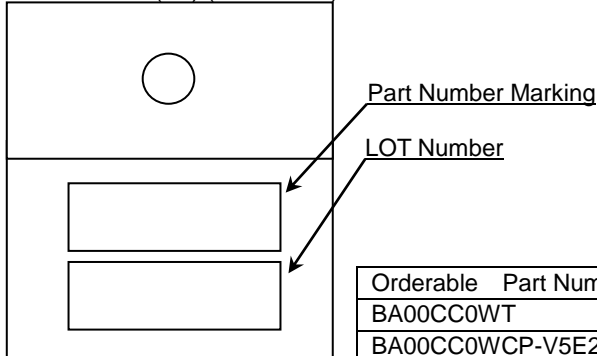 Part Number Marking
LOT Number
Orderable Part Num
BA00CC0WT
BA00CC0WCP-V5E2